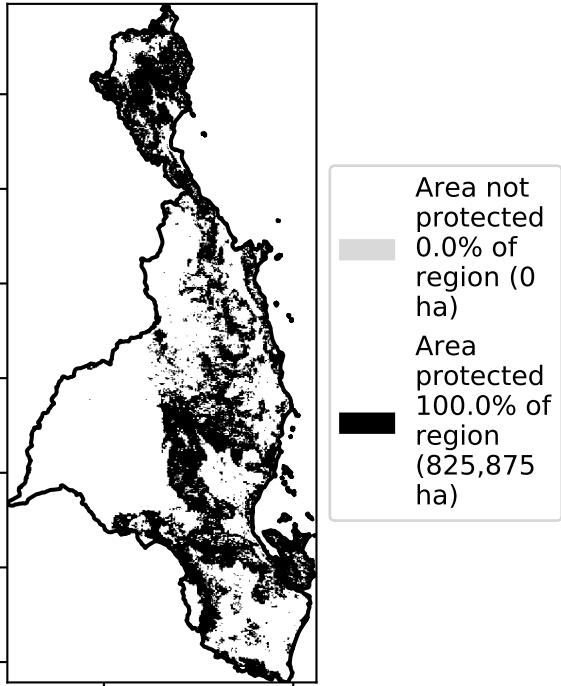 Area not
protected
0.0% of
region (0
ha)
Area
protected
100.0% of
region
(825,875
ha)